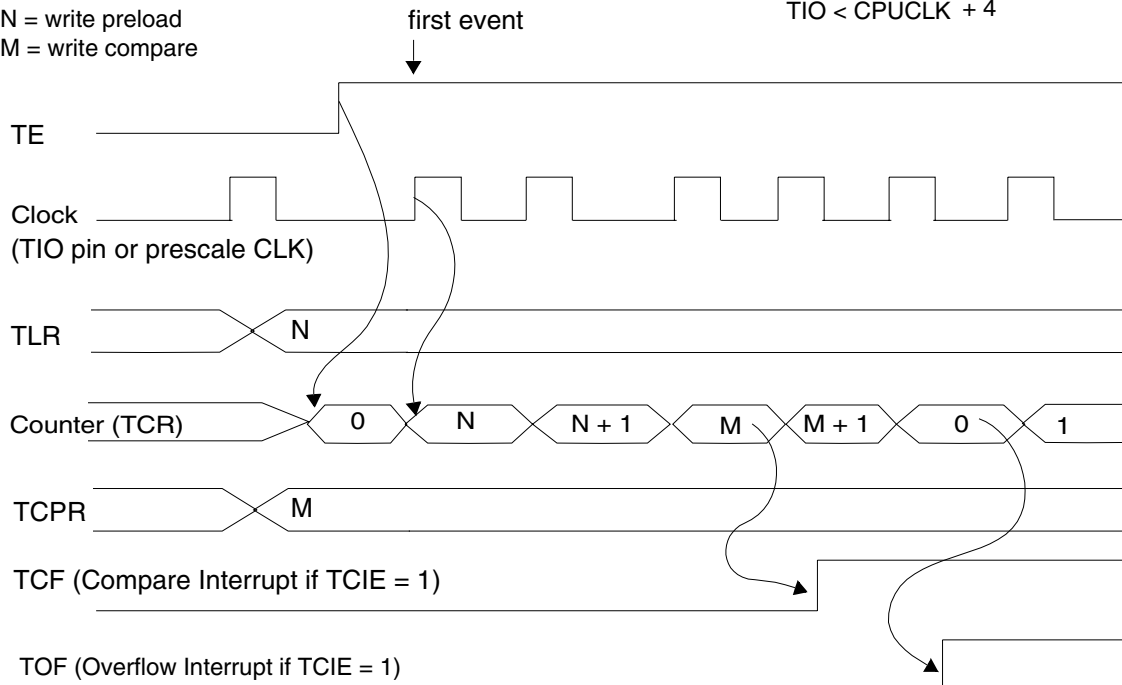 N = write preload
M = write compare
first event
TIO < CPUCLK + 4
TE
Clock
(TIO pin or prescale CLK)
TLR
N
Counter (TCR)
0
N
N + 1
M
M + 1
0
1
TCPR
M
TCF (Compare Interrupt if TCIE = 1)
TOF (Overflow Interrupt if TCIE = 1)